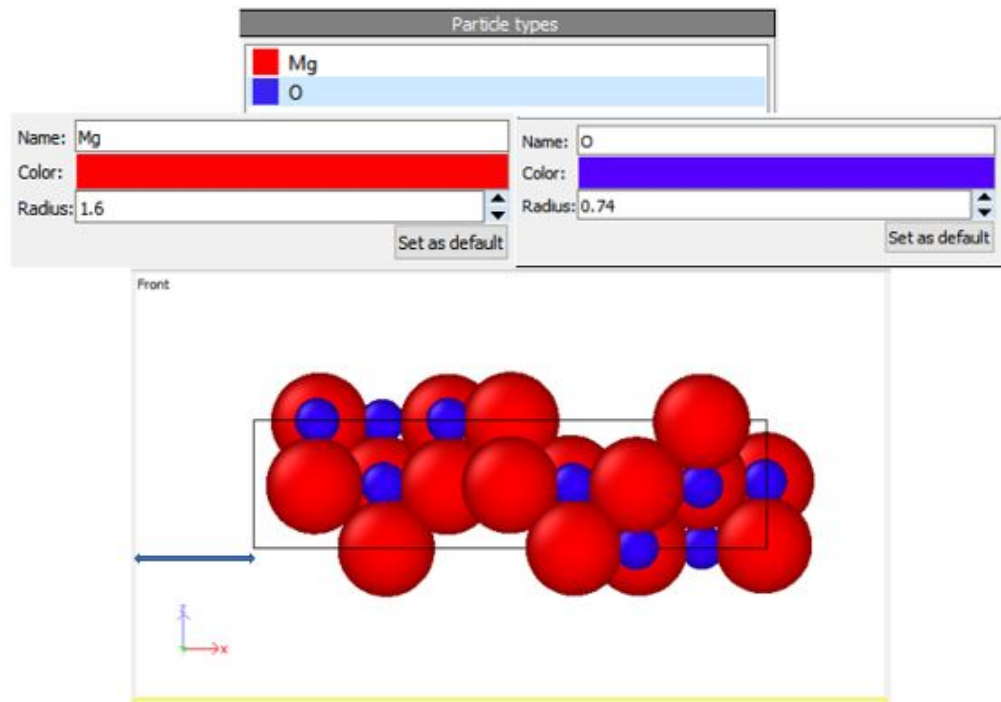 Particle types
Mg
O
Name: Mg
Color:
Radius: 1.6
Set as default
Name: O
Color:
Radius: 0.74
Set as default
Front
z
x